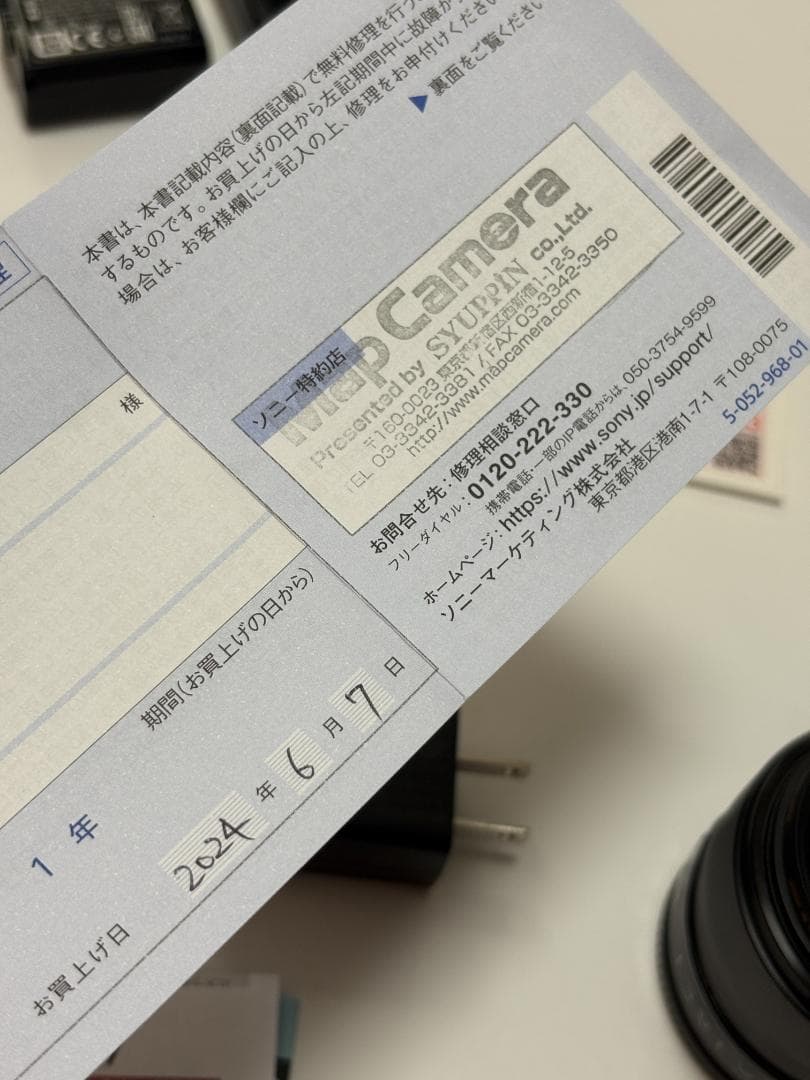 本書は、本書記載内容(裏面記載)で無料修理を行
するものです。お買上げの日から左記期間中に故障が
場合は、お客様欄にご記入の上、修理をお申付けください
▶裏面をご覧くださ
ソニー特約店
Map Camera
Presented by SYUPPIN co.,Ltd.
〒160-0023 東京都新宿区西新宿1-12-5
TEL 03-3342-3381 / FAX 03-3342-3350
http://www.mapcamera.com
お問合せ先:修理相談窓口
フリーダイヤル:0120-222-330
携帯電話・一部のIP電話からは、050-3754-9599
ホームページ:https://www.sony.jp/support/
ソニーマーケティング株式会社
東京都港区港南1-7-1 〒108-0075
5-052-968-01
様
期間(お買上げの日から)
1 年
お買上げ日 2024 年 6 月 7 日